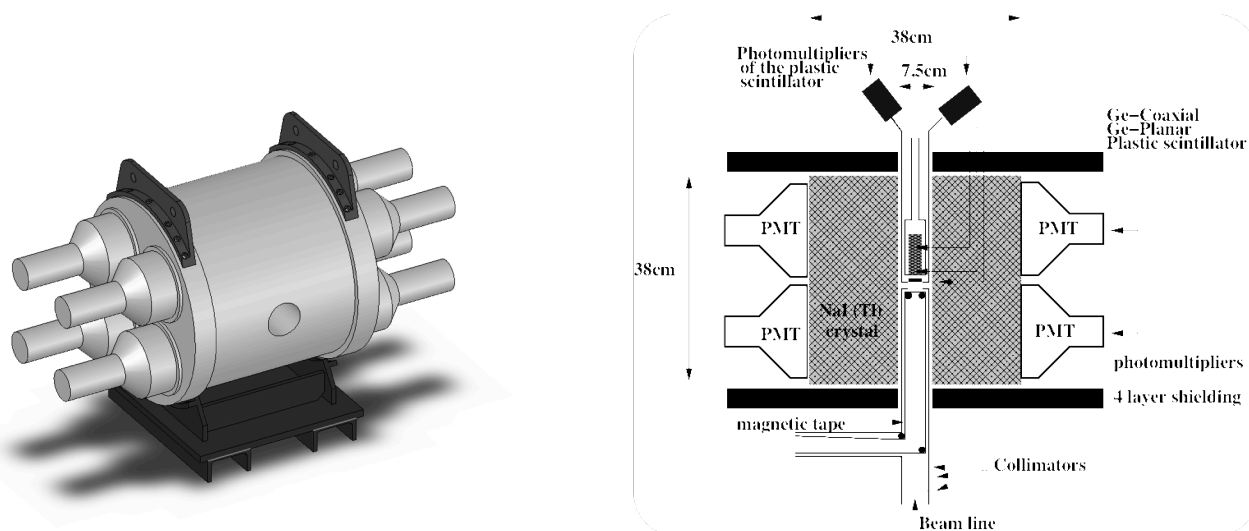 38cm
Photomultipliers
of the plastic
scintillator
7.5cm
Ge-Coaxial
Ge-Planar
Plastic scintillator
PMT
PMT
38cm
NaI (Tl)
crystal
PMT
PMT
photomultipliers
4 layer shielding
magnetic tape
Collimators
Beam line